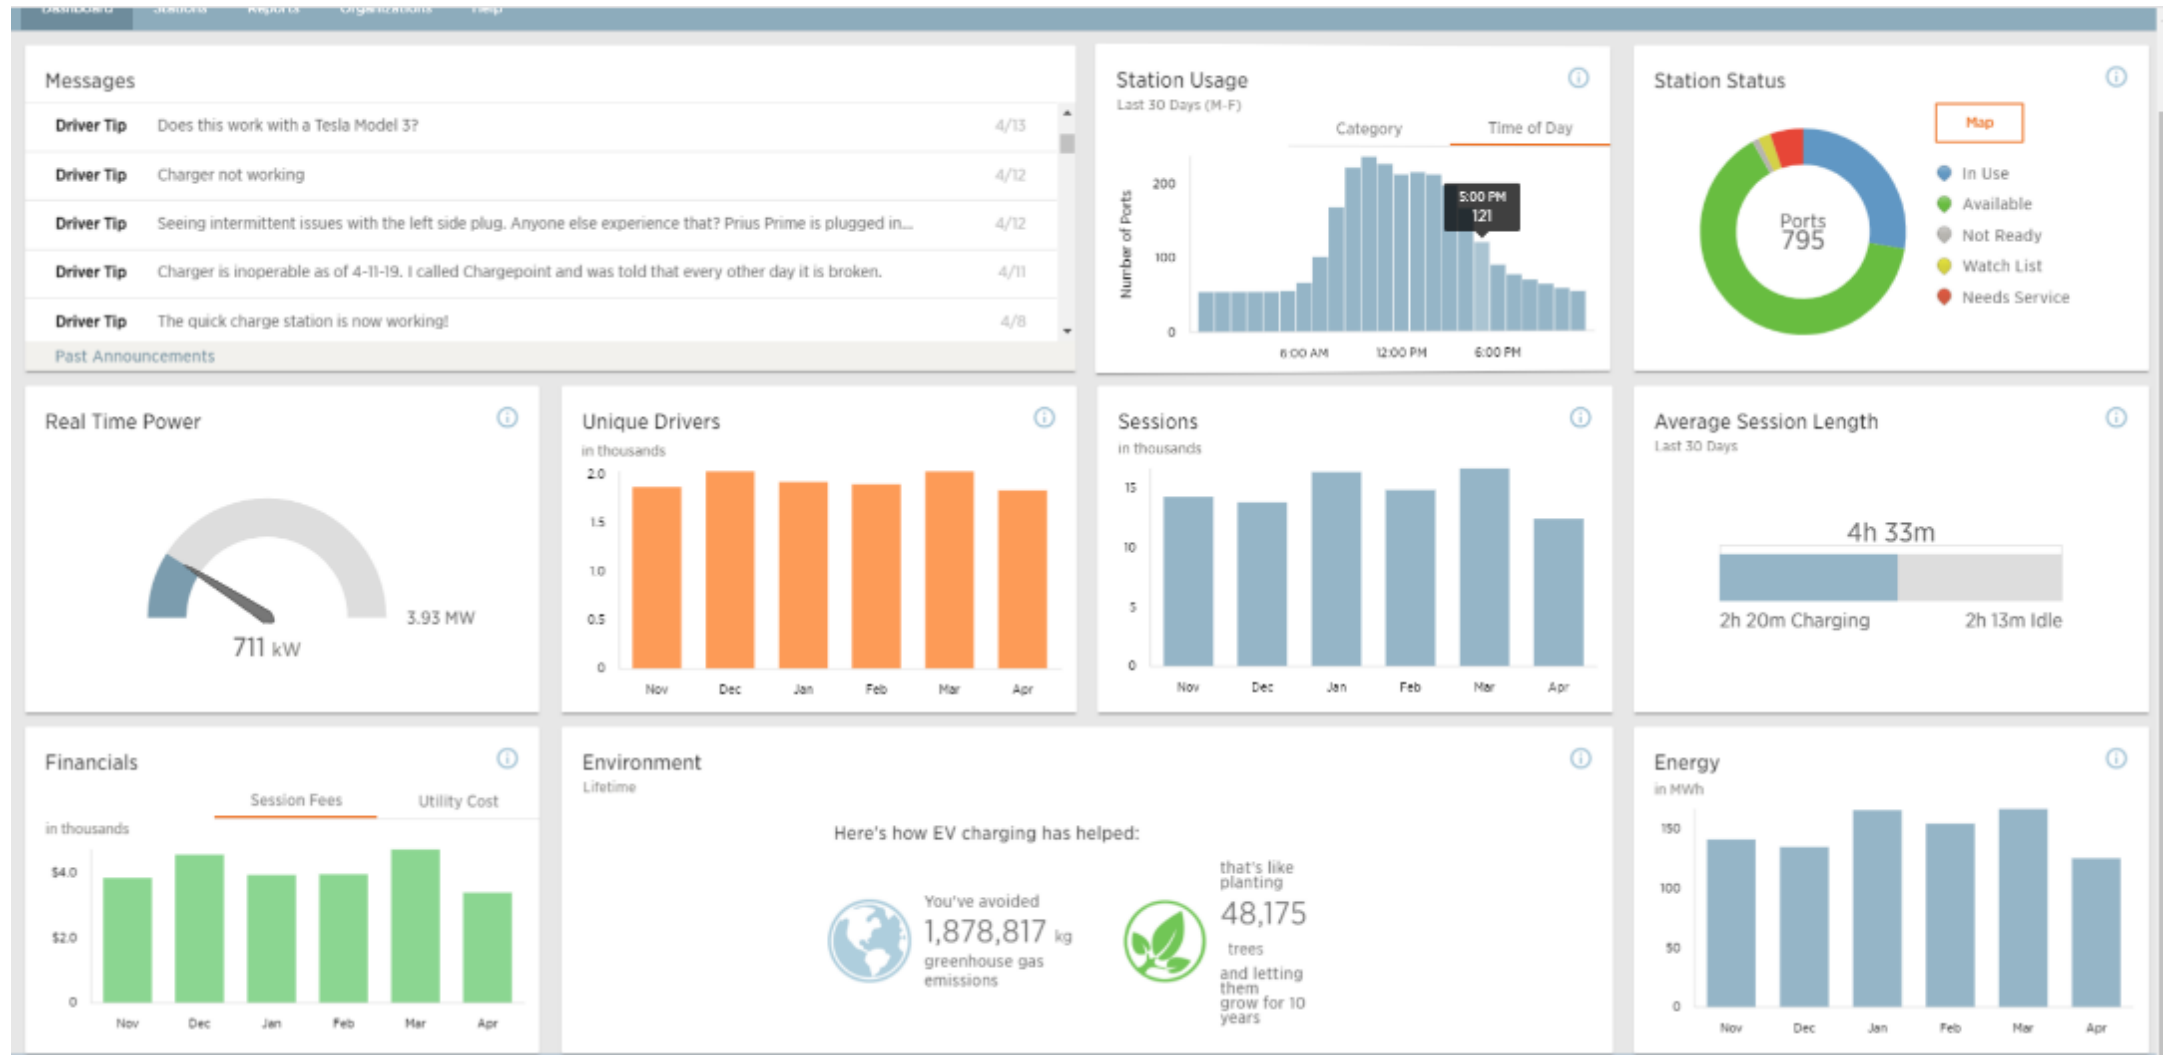 Dashboard Stations Reports Organizations Help
Messages
Driver Tip Does this work with a Tesla Model 3? 4/13
Driver Tip Charger not working 4/12
Driver Tip Seeing intermittent issues with the left side plug. Anyone else experience that? Prius Prime is plugged in... 4/12
Driver Tip Charger is inoperable as of 4-11-19. I called Chargepoint and was told that every other day it is broken. 4/11
Driver Tip The quick charge station is now working! 4/8
Past Announcements
Station Usage
Last 30 Days (M-F)
Category Time of Day
Number of Ports
200
100
0
5:00 PM
121
6:00 AM 12:00 PM 6:00 PM
Station Status
Map
Ports
795
In Use
Available
Not Ready
Watch List
Needs Service
Real Time Power
3.93 MW
711 kW
Unique Drivers
in thousands
2.0
1.5
1.0
0.5
0
Nov Dec Jan Feb Mar Apr
Sessions
in thousands
15
10
5
0
Nov Dec Jan Feb Mar Apr
Average Session Length
Last 30 Days
4h 33m
2h 20m Charging 2h 13m Idle
Financials
Session Fees Utility Cost
in thousands
$4.0
$2.0
0
Nov Dec Jan Feb Mar Apr
Environment
Lifetime
Here's how EV charging has helped:
You've avoided
1,878,817 kg
greenhouse gas
emissions
that's like
planting
48,175
trees
and letting
them
grow for 10
years
Energy
in MWh
150
100
50
0
Nov Dec Jan Feb Mar Apr